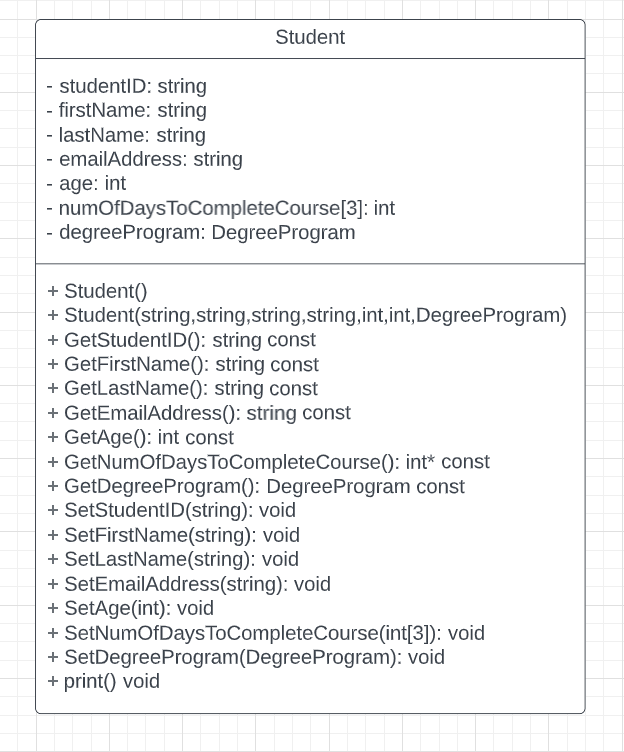 Student
- studentID: string
- firstName: string
- lastName: string
- emailAddress: string
- age: int
- numOfDaysToCompleteCourse[3]: int
- degreeProgram: DegreeProgram
+ Student()
+ Student(string,string,string,string,int,int,DegreeProgram)
+ GetStudentID(): string const
+ GetFirstName(): string const
+ GetLastName(): string const
+ GetEmailAddress(): string const
+ GetAge(): int const
+ GetNumOfDaysToCompleteCourse(): int* const
+ GetDegreeProgram(): DegreeProgram const
+ SetStudentID(string): void
+ SetFirstName(string): void
+ SetLastName(string): void
+ SetEmailAddress(string): void
+ SetAge(int): void
+ SetNumOfDaysToCompleteCourse(int[3]): void
+ SetDegreeProgram(DegreeProgram): void
+ print() void